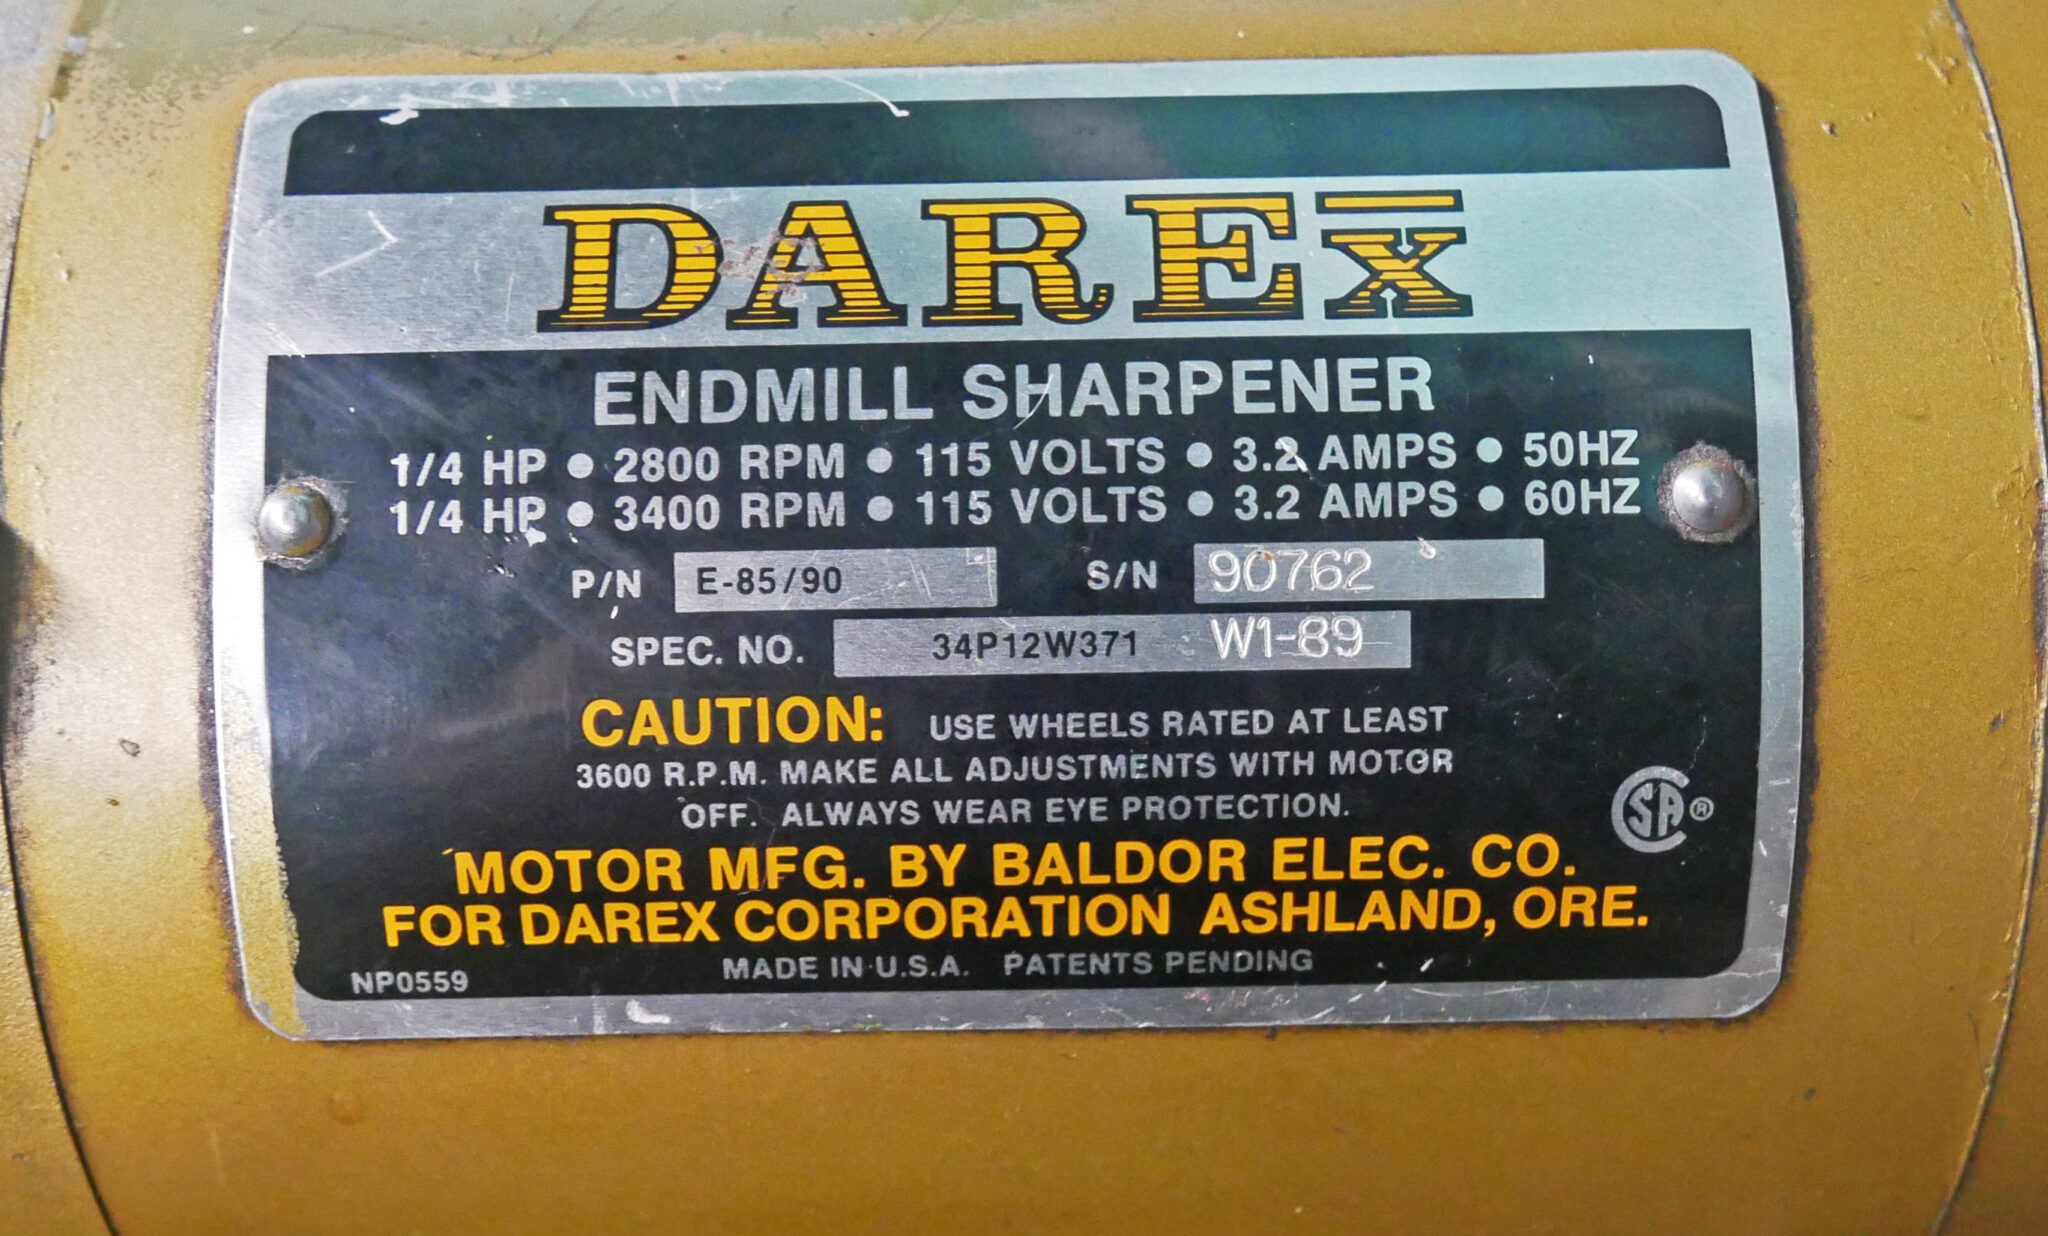 DAREX
ENDMILL SHARPENER
1/4 HP • 2800 RPM • 115 VOLTS • 3.2 AMPS • 50HZ
1/4 HP • 3400 RPM • 115 VOLTS • 3.2 AMPS • 60HZ
P/N E-85/90 S/N 90762
SPEC. NO. 34P12W371 W1-89
CAUTION: USE WHEELS RATED AT LEAST
3600 R.P.M. MAKE ALL ADJUSTMENTS WITH MOTOR
OFF. ALWAYS WEAR EYE PROTECTION.
SA®
MOTOR MFG. BY BALDOR ELEC. CO.
FOR DAREX CORPORATION ASHLAND, ORE.
NP0559 MADE IN U.S.A. PATENTS PENDING